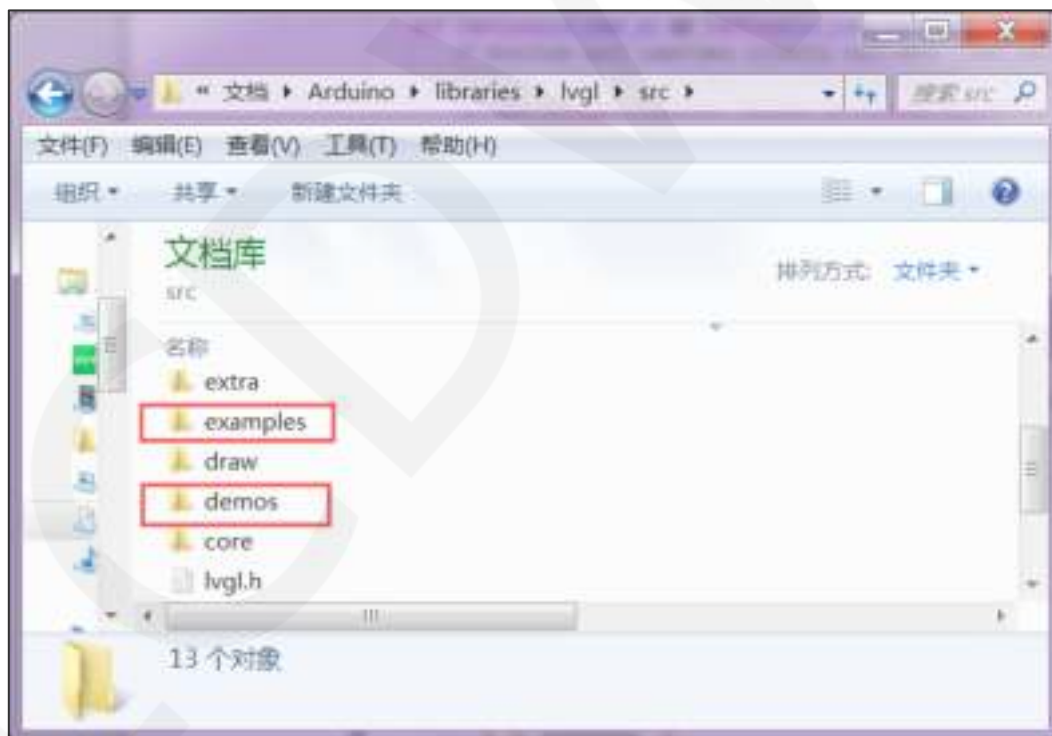 « 文档 ▸ Arduino ▸ libraries ▸ lvgl ▸ src ▸ 搜索 src
文件(F) 编辑(E) 查看(V) 工具(T) 帮助(H)
组织 共享 新建文件夹
文档库
src
排列方式: 文件夹
名称
extra
examples
draw
demos
core
lvgl.h
13 个对象